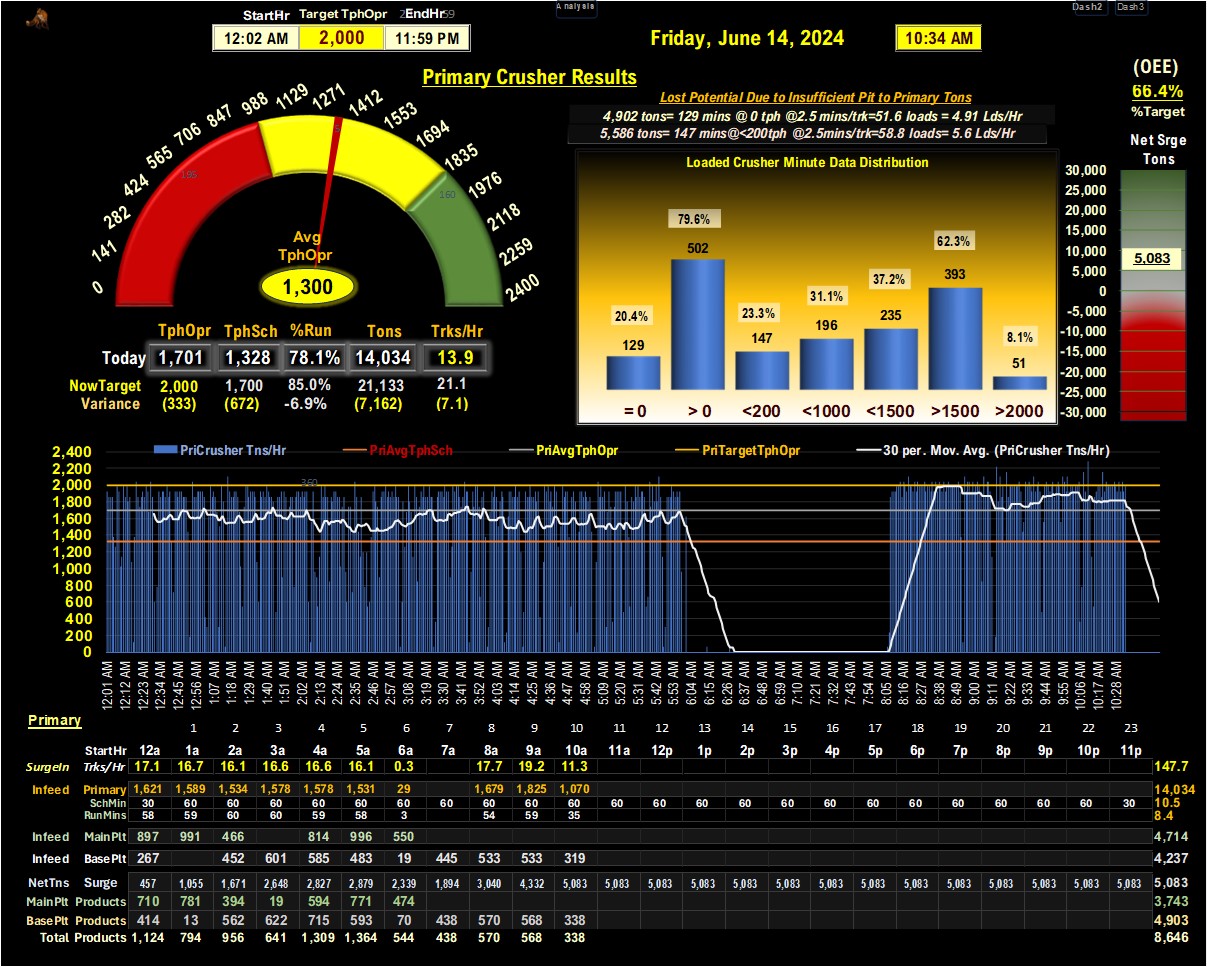 Analysis
Dash2 Dash3
StartHr Target TphOpr EndHr
12:02 AM 2,000 11:59 PM
Friday, June 14, 2024 10:34 AM
Primary Crusher Results
(OEE)
66.4%
%Target
Lost Potential Due to Insufficient Pit to Primary Tons
4,902 tons= 129 mins @ 0 tph @2.5 mins/trk=51.6 loads = 4.91 Lds/Hr
5,586 tons= 147 mins@<200tph @2.5mins/trk=58.8 loads= 5.6 Lds/Hr
0 141 282 424 565 706 847 988 1129 1271 1412 1553 1694 1835 1976 2118 2259 2400
195
160
Avg
TphOpr
1,300
TphOpr TphSch %Run Tons Trks/Hr
Today 1,701 1,328 78.1% 14,034 13.9
NowTarget 2,000 1,700 85.0% 21,133 21.1
Variance (333) (672) -6.9% (7,162) (7.1)
Loaded Crusher Minute Data Distribution
20.4% 79.6% 23.3% 31.1% 37.2% 62.3% 8.1%
129 502 147 196 235 393 51
= 0 > 0 <200 <1000 <1500 >1500 >2000
Net Srge
Tons
30,000
25,000
20,000
15,000
10,000
5,083
5,000
0
-5,000
-10,000
-15,000
-20,000
-25,000
-30,000
PriCrusher Tns/Hr PriAvgTphSch PriAvgTphOpr PriTargetTphOpr 30 per. Mov. Avg. (PriCrusher Tns/Hr)
2,400
2,200
2,000
1,800
1,600
1,400
1,200
1,000
800
600
400
200
0
360
12:01 AM 12:12 AM 12:23 AM 12:34 AM 12:45 AM 12:56 AM 1:07 AM 1:18 AM 1:29 AM 1:40 AM 1:51 AM 2:02 AM 2:13 AM 2:24 AM 2:35 AM 2:46 AM 2:57 AM 3:08 AM 3:19 AM 3:30 AM 3:41 AM 3:52 AM 4:03 AM 4:14 AM 4:25 AM 4:36 AM 4:47 AM 4:58 AM 5:09 AM 5:20 AM 5:31 AM 5:42 AM 5:53 AM 6:04 AM 6:15 AM 6:26 AM 6:37 AM 6:48 AM 6:59 AM 7:10 AM 7:21 AM 7:32 AM 7:43 AM 7:54 AM 8:05 AM 8:16 AM 8:27 AM 8:38 AM 8:49 AM 9:00 AM 9:11 AM 9:22 AM 9:33 AM 9:44 AM 9:55 AM 10:06 AM 10:17 AM 10:28 AM
Primary
1 2 3 4 5 6 7 8 9 10 11 12 13 14 15 16 17 18 19 20 21 22 23
StartHr 12a 1a 2a 3a 4a 5a 6a 7a 8a 9a 10a 11a 12p 1p 2p 3p 4p 5p 6p 7p 8p 9p 10p 11p
SurgeIn Trks/Hr 17.1 16.7 16.1 16.6 16.6 16.1 0.3 17.7 19.2 11.3 147.7
Infeed Primary 1,621 1,589 1,534 1,578 1,578 1,531 29 1,679 1,825 1,070 14,034
SchMin 30 60 60 60 60 60 60 60 60 60 60 60 60 60 60 60 60 60 60 60 60 60 60 30 10.5
RunMins 58 59 60 60 59 58 3 54 59 35 8.4
Infeed MainPlt 897 991 466 814 996 550 4,714
Infeed BasePlt 267 452 601 585 483 19 445 533 533 319 4,237
NetTns Surge 457 1,055 1,671 2,648 2,827 2,879 2,339 1,894 3,040 4,332 5,083 5,083 5,083 5,083 5,083 5,083 5,083 5,083 5,083 5,083 5,083 5,083 5,083 5,083 5,083
MainPlt Products 710 781 394 19 594 771 474 3,743
BasePlt Products 414 13 562 622 715 593 70 438 570 568 338 4,903
Total Products 1,124 794 956 641 1,309 1,364 544 438 570 568 338 8,646